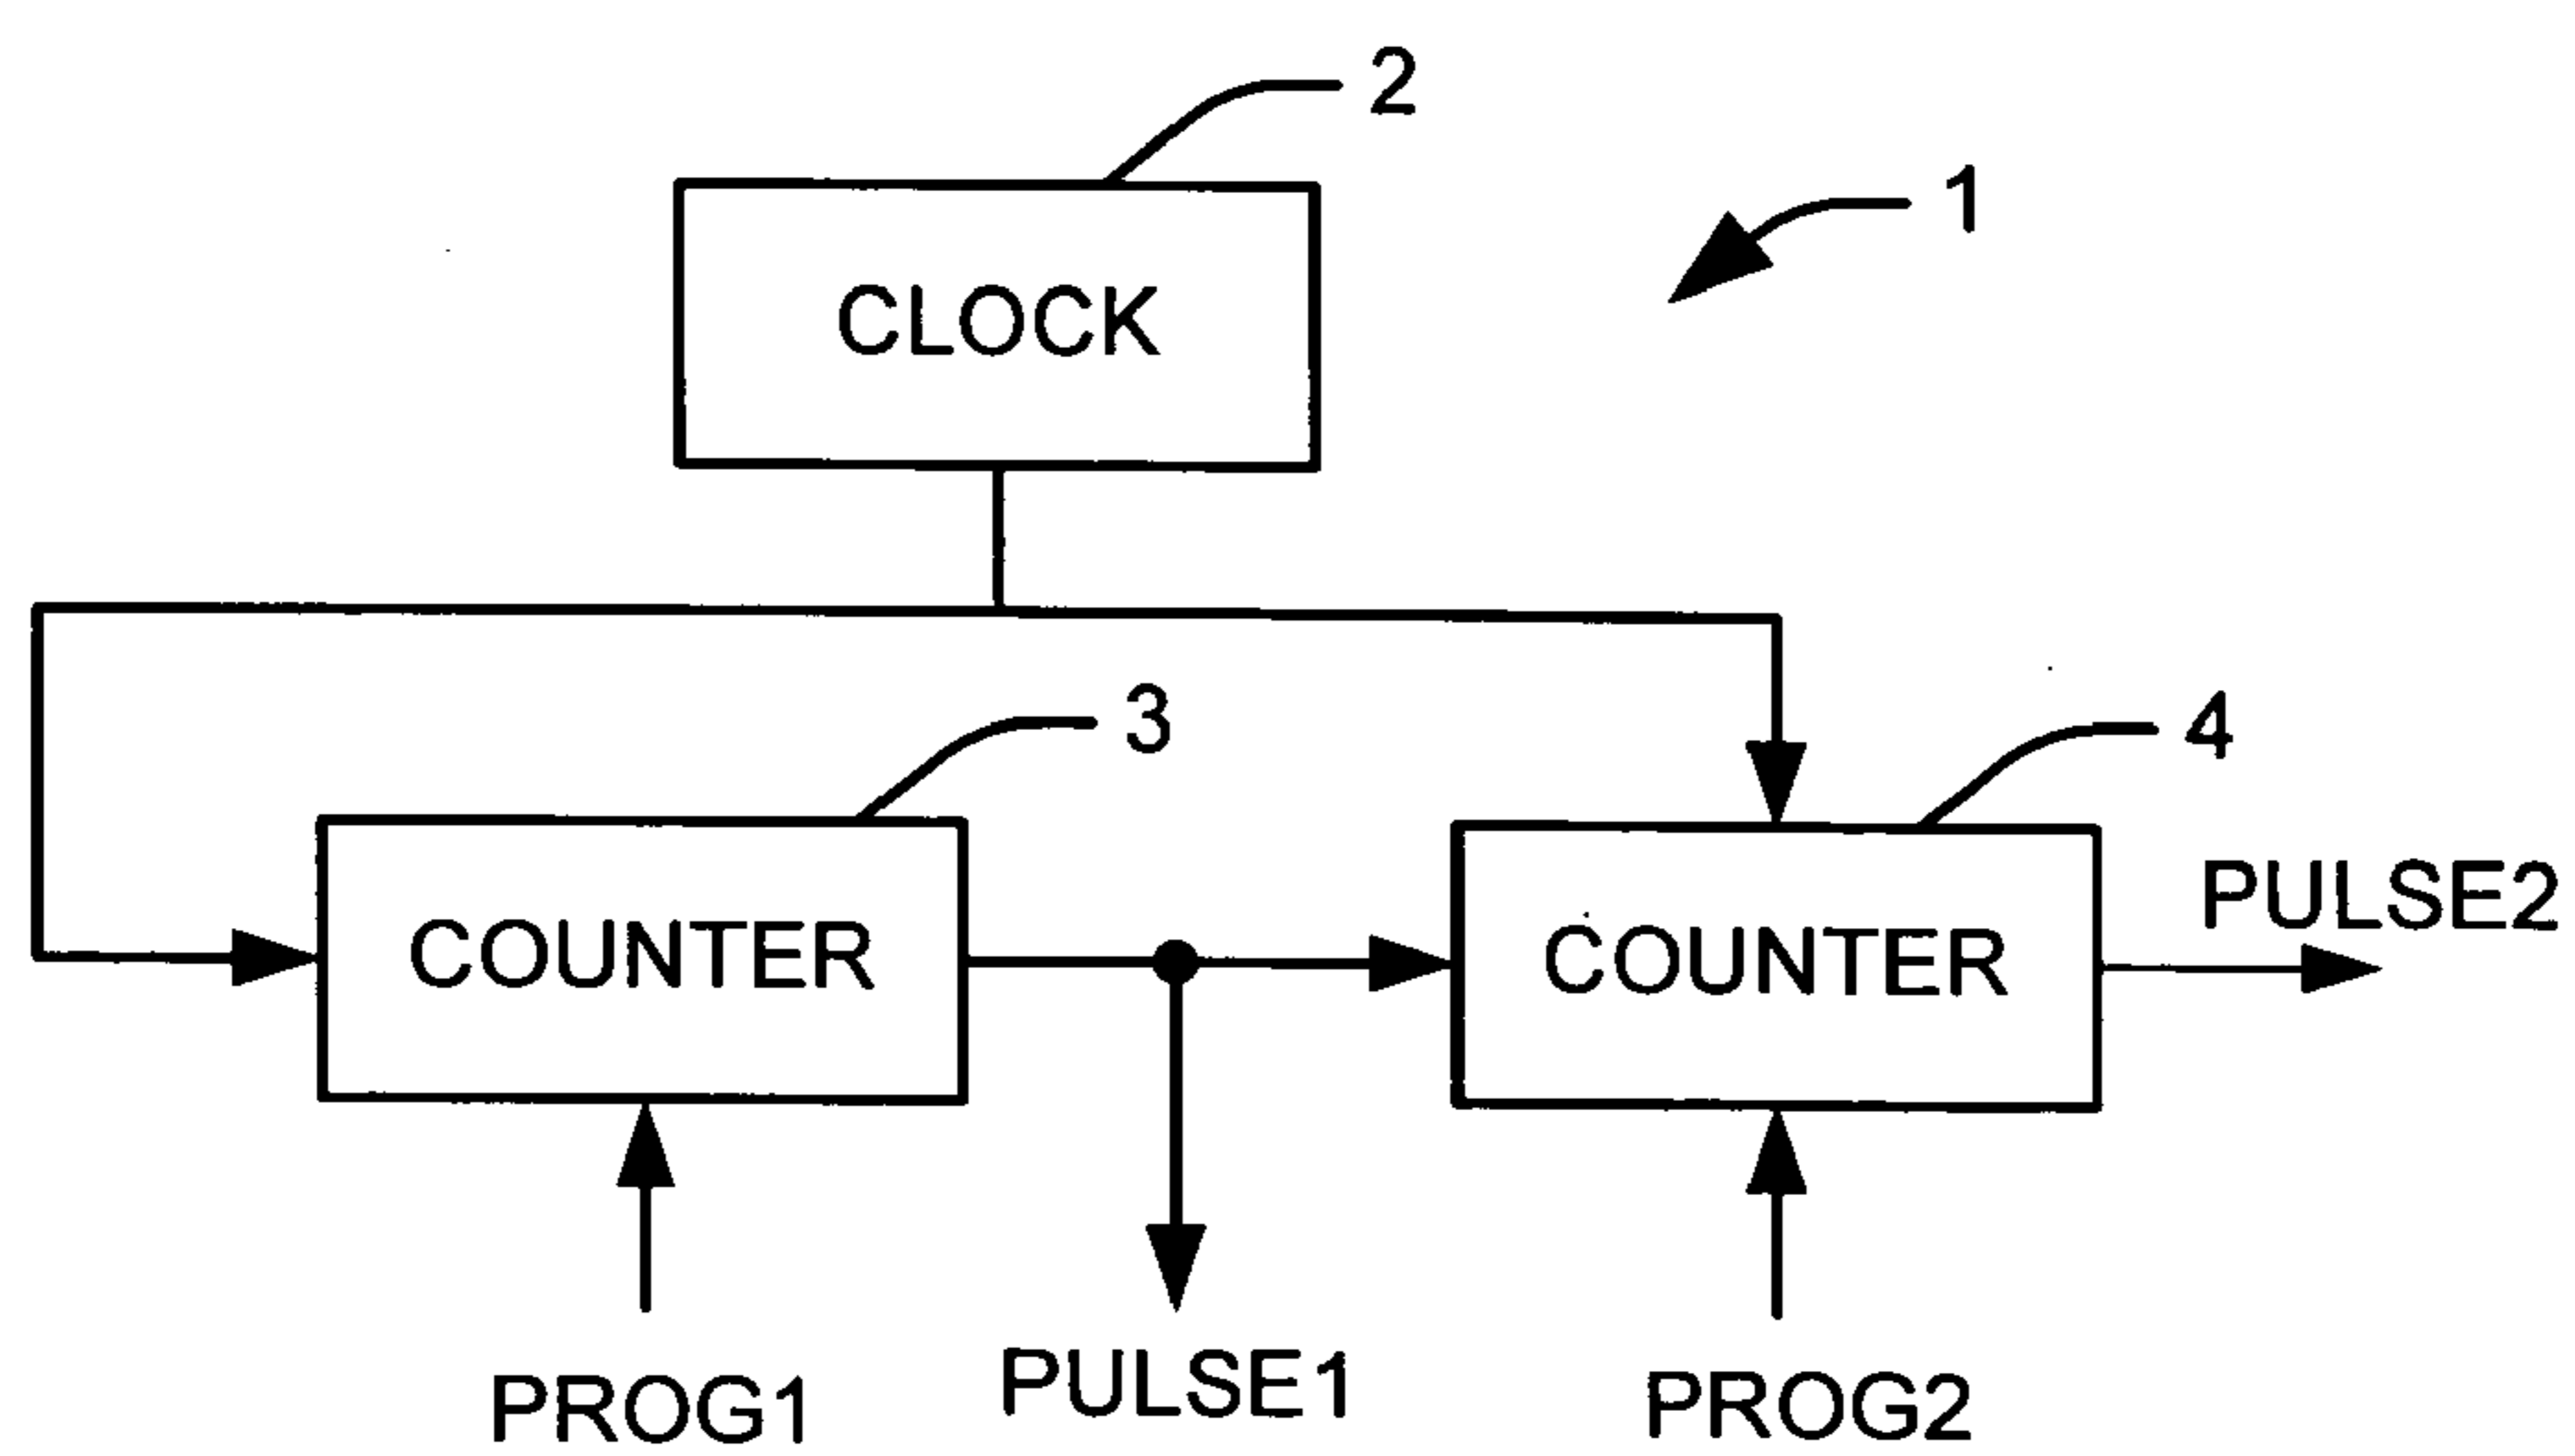 2
1
CLOCK
3
4
COUNTER
COUNTER
PULSE2
PROG1
PULSE1
PROG2